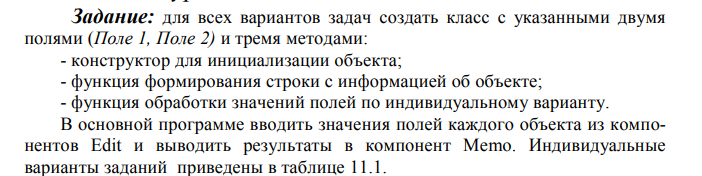 Задание: для всех вариантов задач создать класс с указанными двумя
полями (Поле 1, Поле 2) и тремя методами:
- конструктор для инициализации объекта;
- функция формирования строки с информацией об объекте;
- функция обработки значений полей по индивидуальному варианту.
В основной программе вводить значения полей каждого объекта из компо-
нентов Edit и выводить результаты в компонент Memo. Индивидуальные
варианты заданий приведены в таблице 11.1.